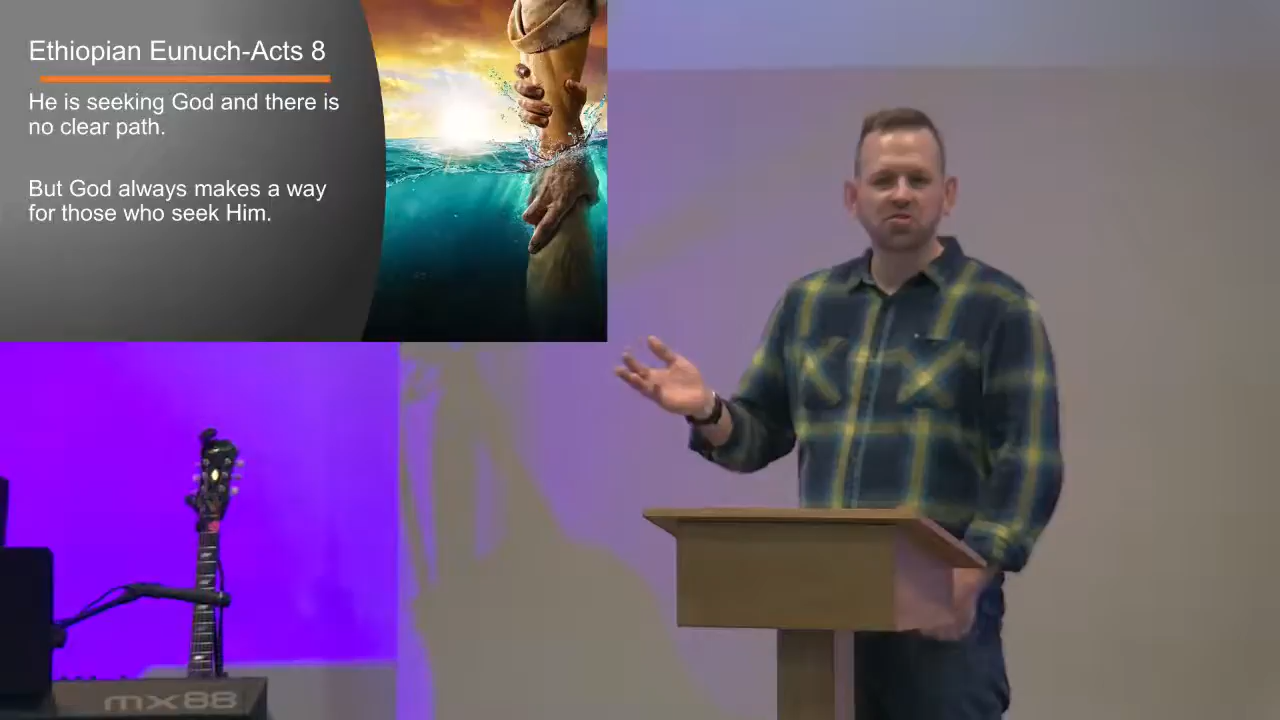 Ethiopian Eunuch-Acts 8
He is seeking God and there is
no clear path.
But God always makes a way
for those who seek Him.
mx88